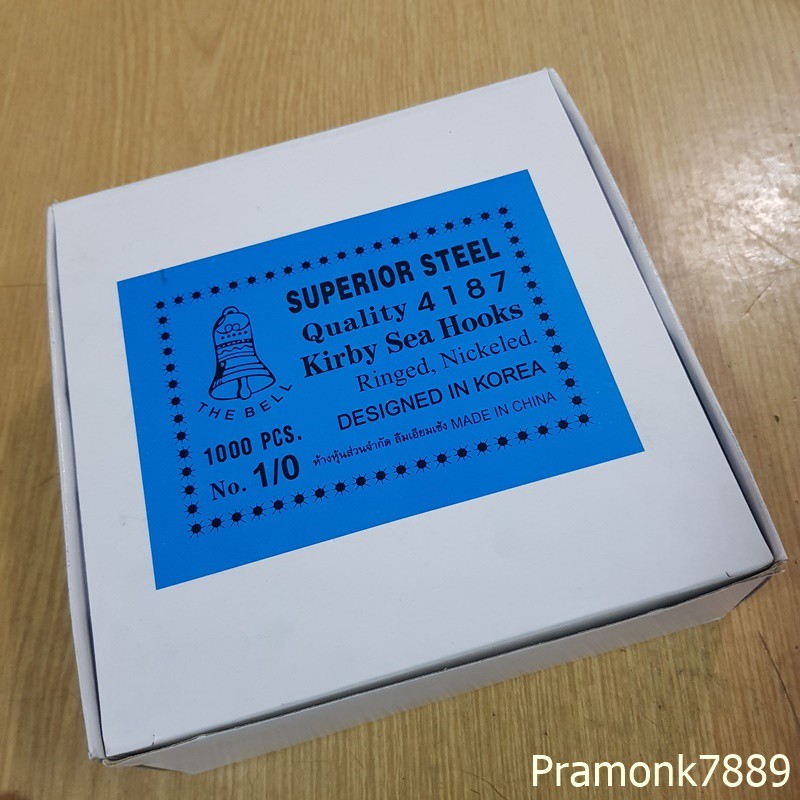 SUPERIOR STEEL
Quality 4187
Kirby Sea Hooks
Ringed, Nickeled.
THE BELL
DESIGNED IN KOREA
1000 PCS.
No. 1/0
ห้างหุ้นส่วนจำกัด ลิ้มเอียมเซ้ง MADE IN CHINA
Pramonk7889